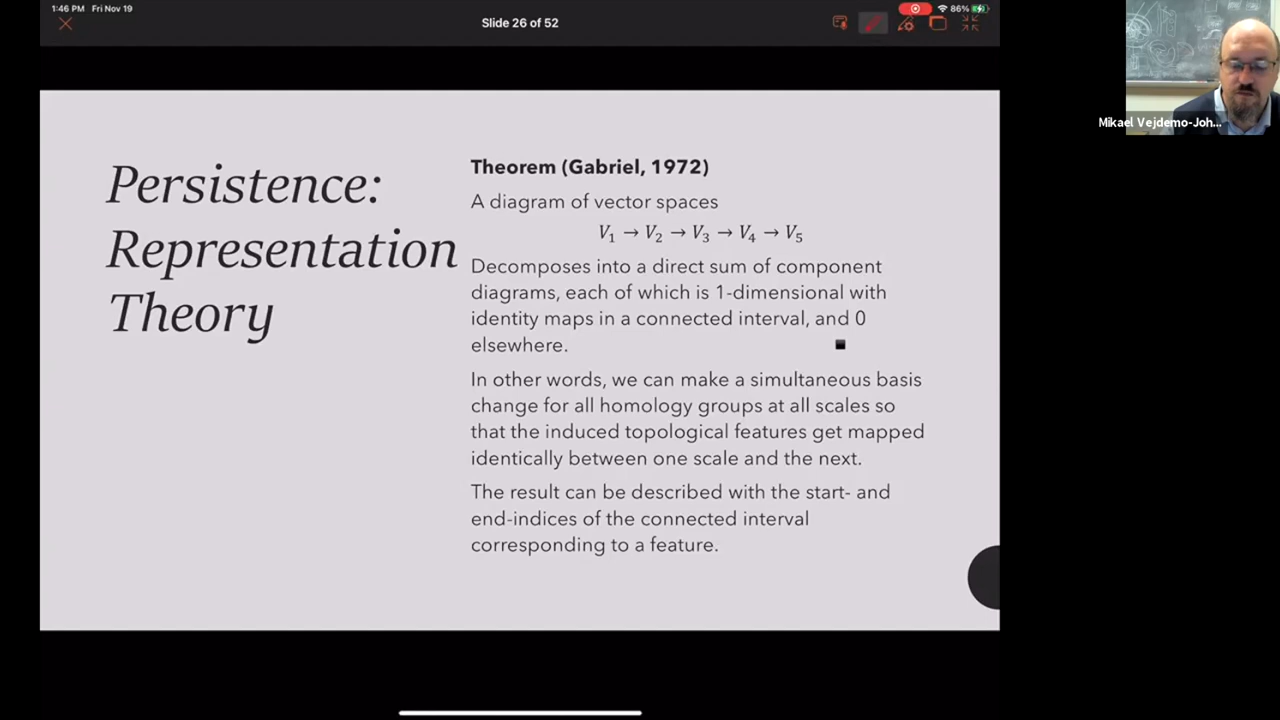 1:46 PM Fri Nov 19
86%
Slide 26 of 52
Mikael Vejdemo-Joh...
Persistence:
Representation
Theory
Theorem (Gabriel, 1972)
A diagram of vector spaces
V₁ → V₂ → V₃ → V₄ → V₅
Decomposes into a direct sum of component
diagrams, each of which is 1-dimensional with
identity maps in a connected interval, and 0
elsewhere.
In other words, we can make a simultaneous basis
change for all homology groups at all scales so
that the induced topological features get mapped
identically between one scale and the next.
The result can be described with the start- and
end-indices of the connected interval
corresponding to a feature.